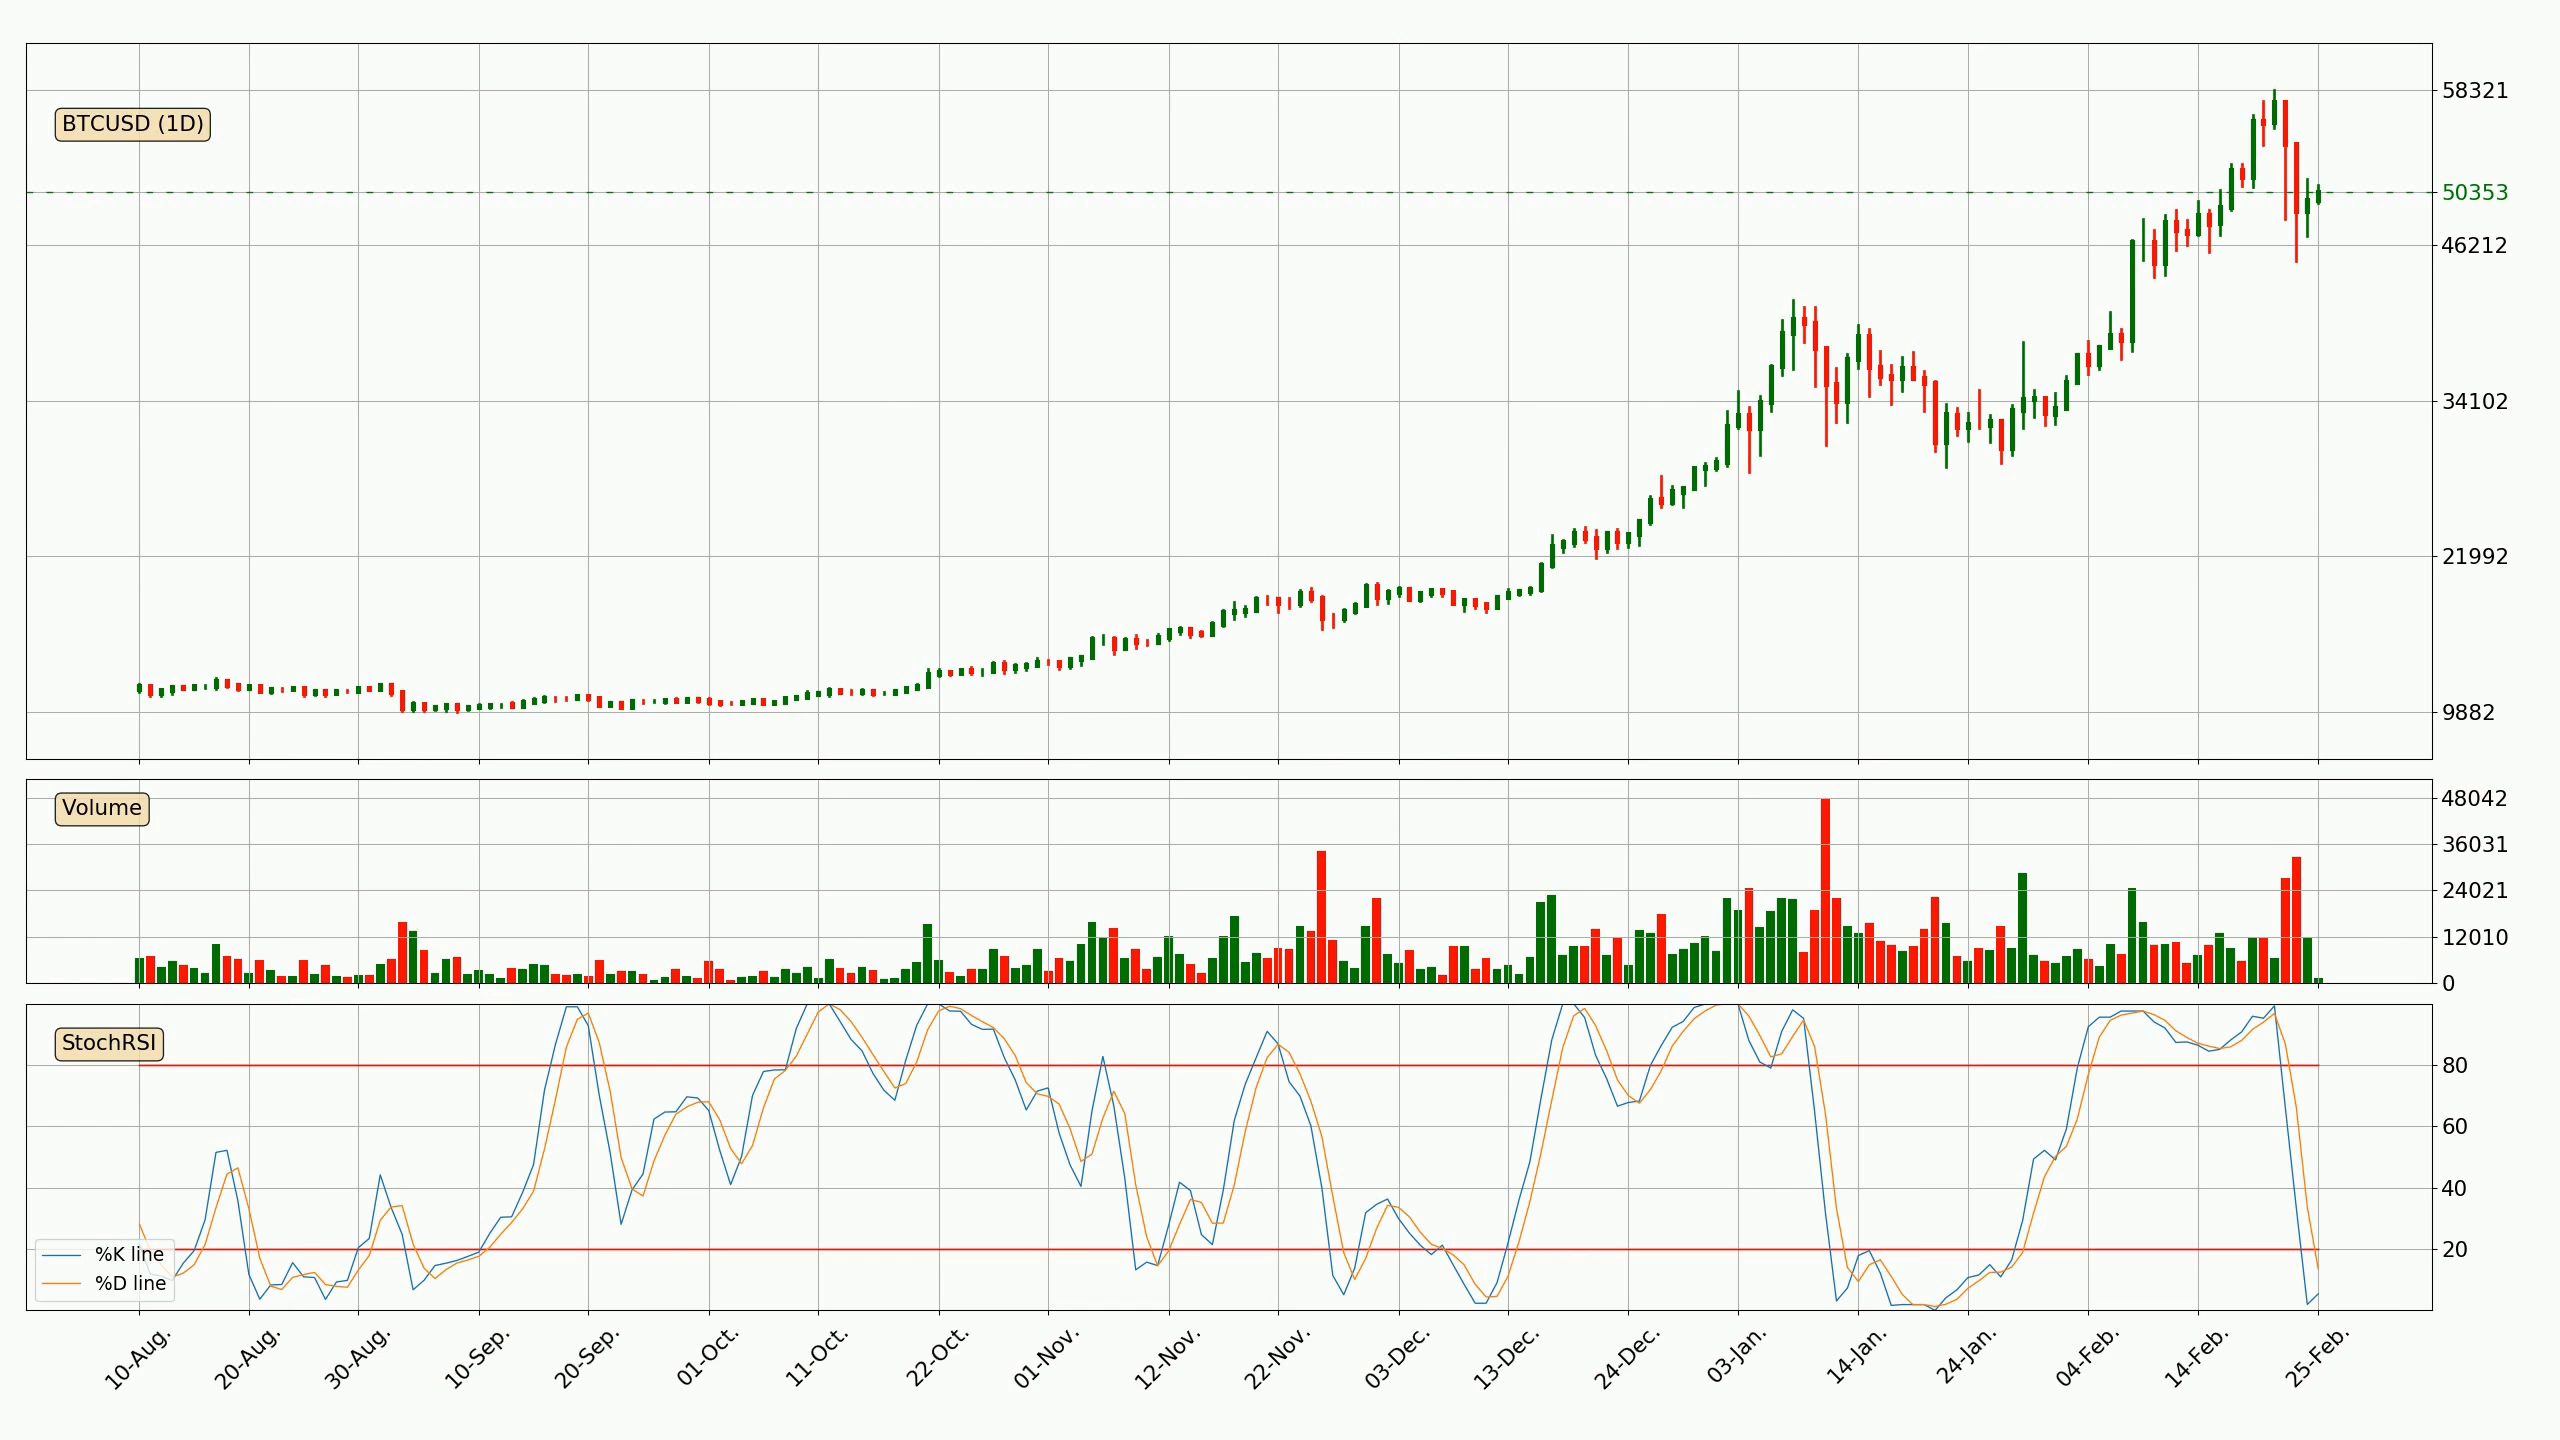 BTCUSD (1D)
58321
50353
46212
34102
21992
9882
Volume
48042
36031
24021
12010
0
StochRSI
80
60
40
20
%K line
%D line
10-Aug.
20-Aug.
30-Aug.
10-Sep.
20-Sep.
01-Oct.
11-Oct.
22-Oct.
01-Nov.
12-Nov.
22-Nov.
03-Dec.
13-Dec.
24-Dec.
03-Jan.
14-Jan.
24-Jan.
04-Feb.
14-Feb.
25-Feb.